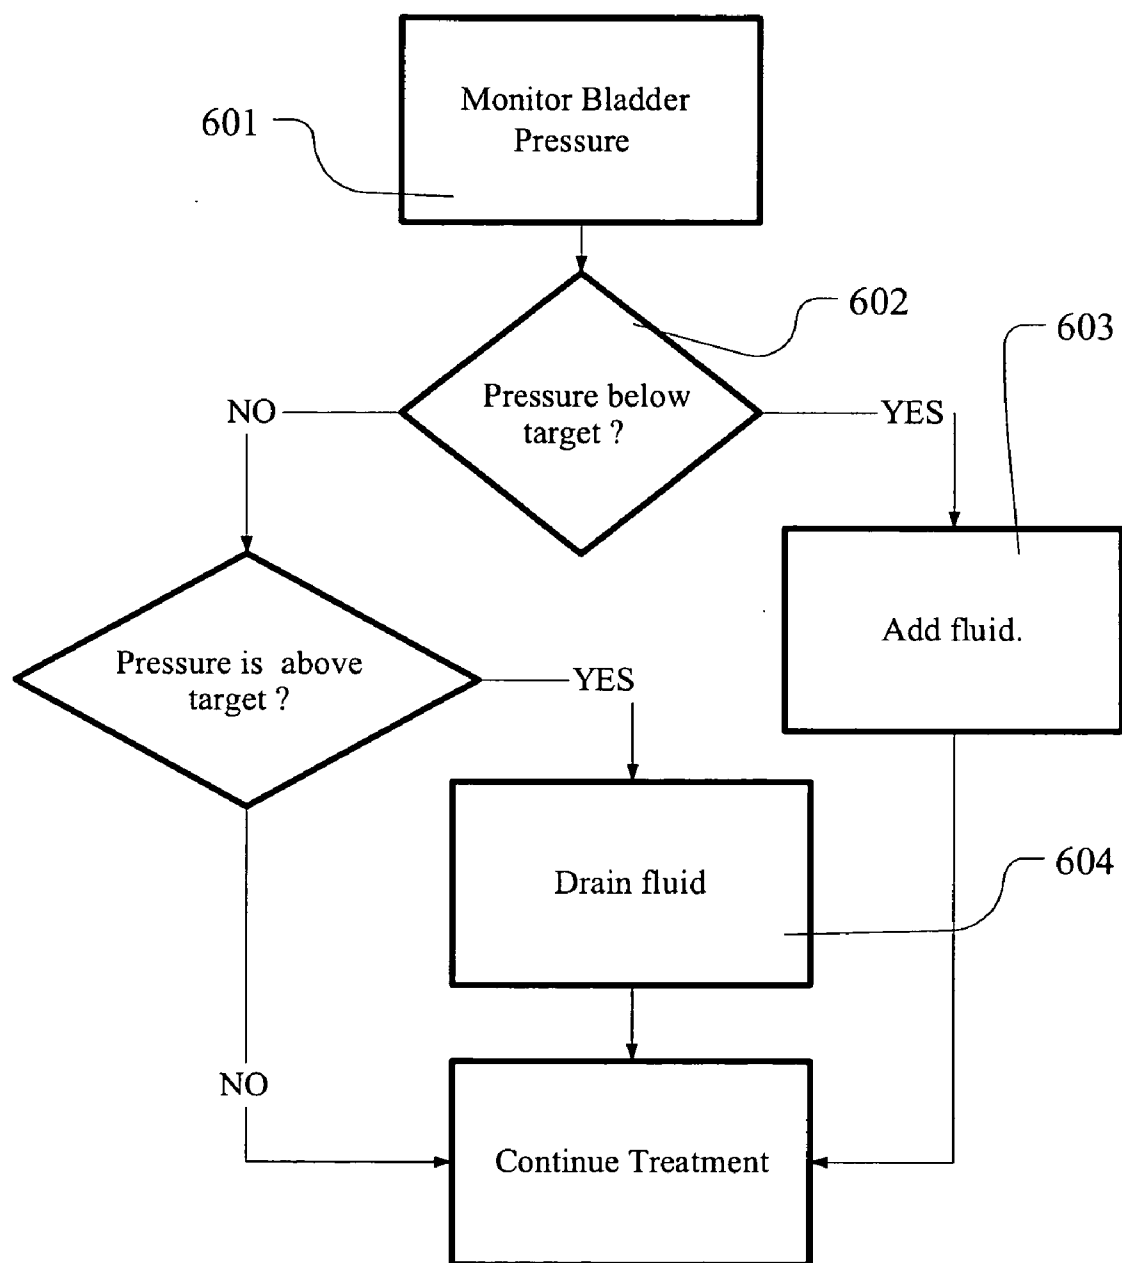 Monitor Bladder
Pressure
601
602
603
Pressure below
target ?
NO
YES
Add fluid.
Pressure is  above
target ?
YES
Drain fluid
604
NO
Continue Treatment